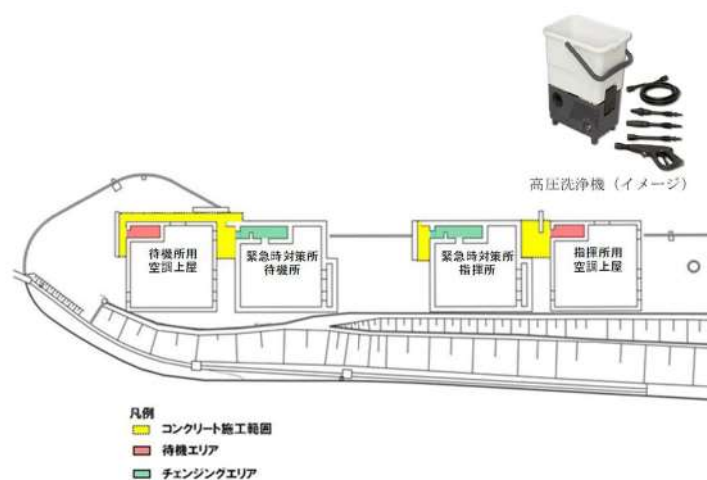 高圧洗浄機（イメージ）
待機所用
空調上屋
緊急時対策所
待機所
緊急時対策所
指揮所
指揮所用
空調上屋
凡例
コンクリート施工範囲
待機エリア
チェンジングエリア